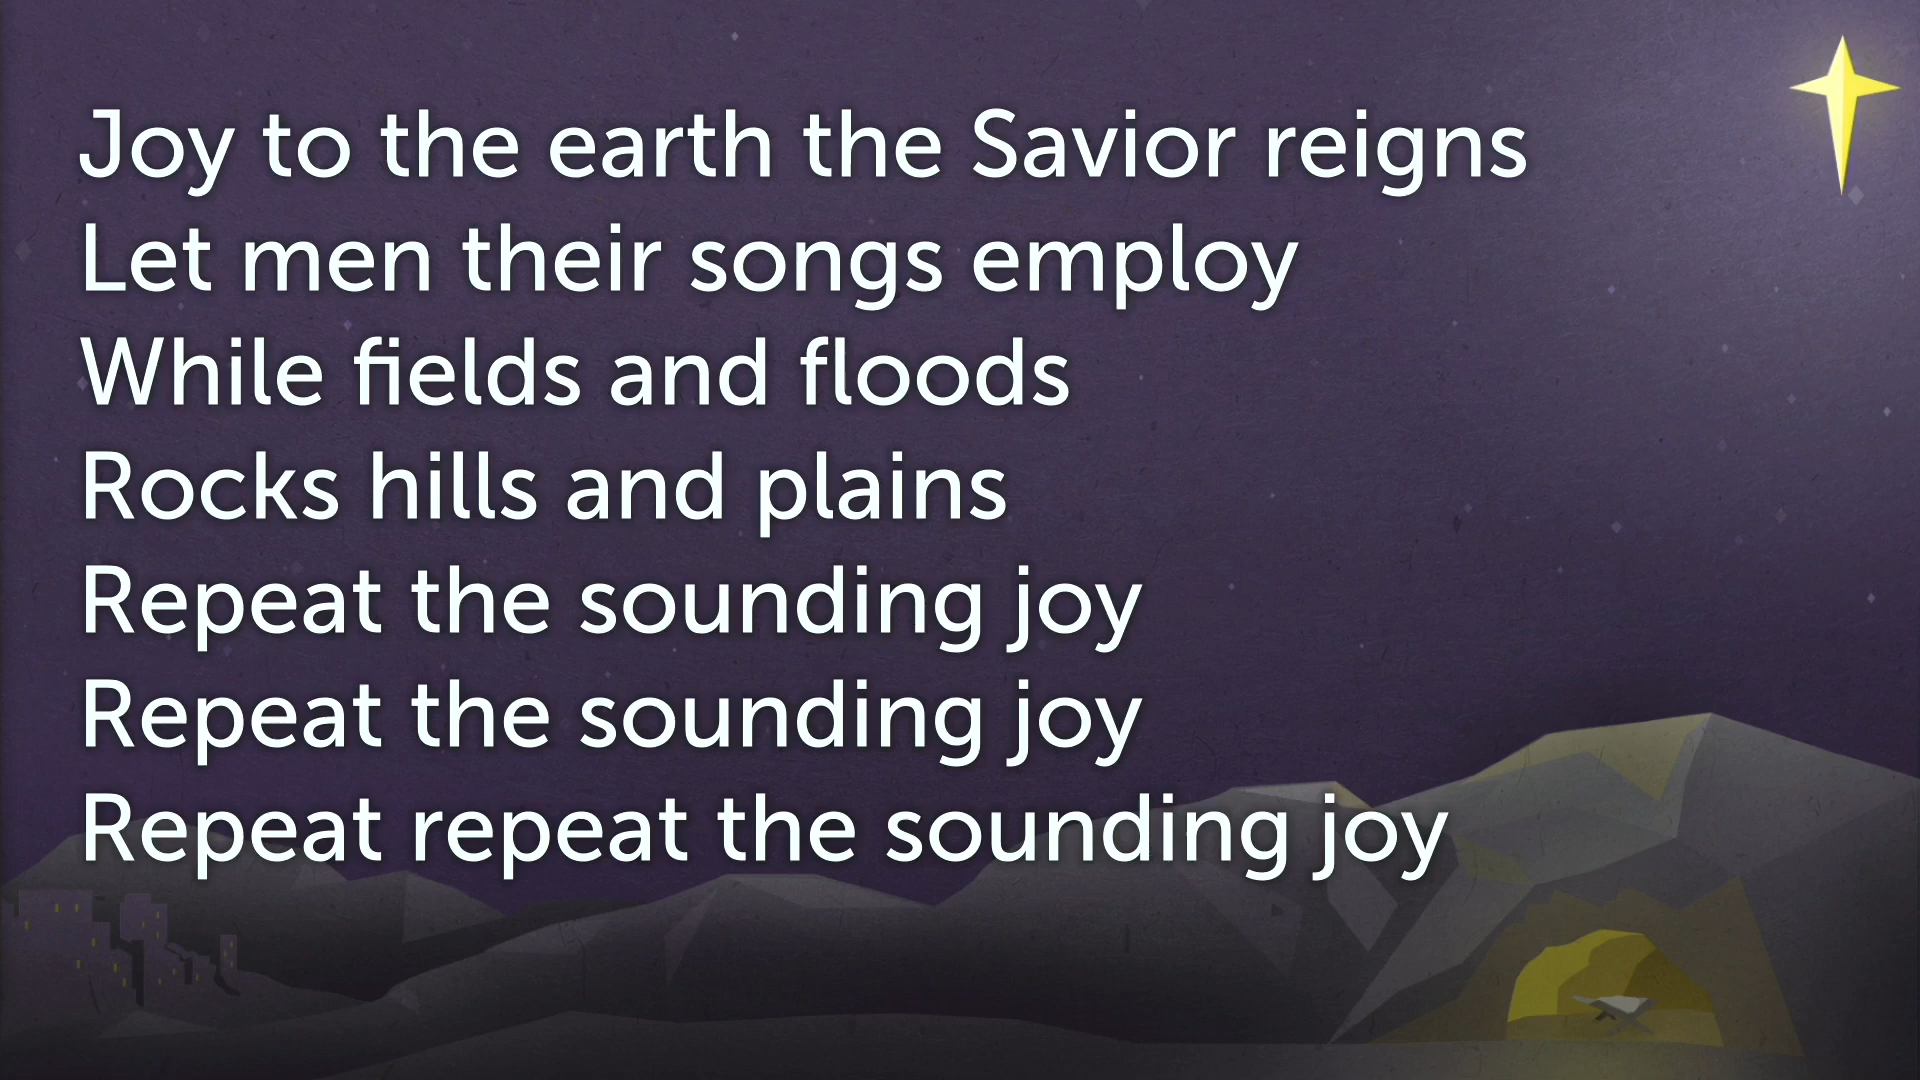 Joy to the earth the Savior reigns
Let men their songs employ
While fields and floods
Rocks hills and plains
Repeat the sounding joy
Repeat the sounding joy
Repeat repeat the sounding joy